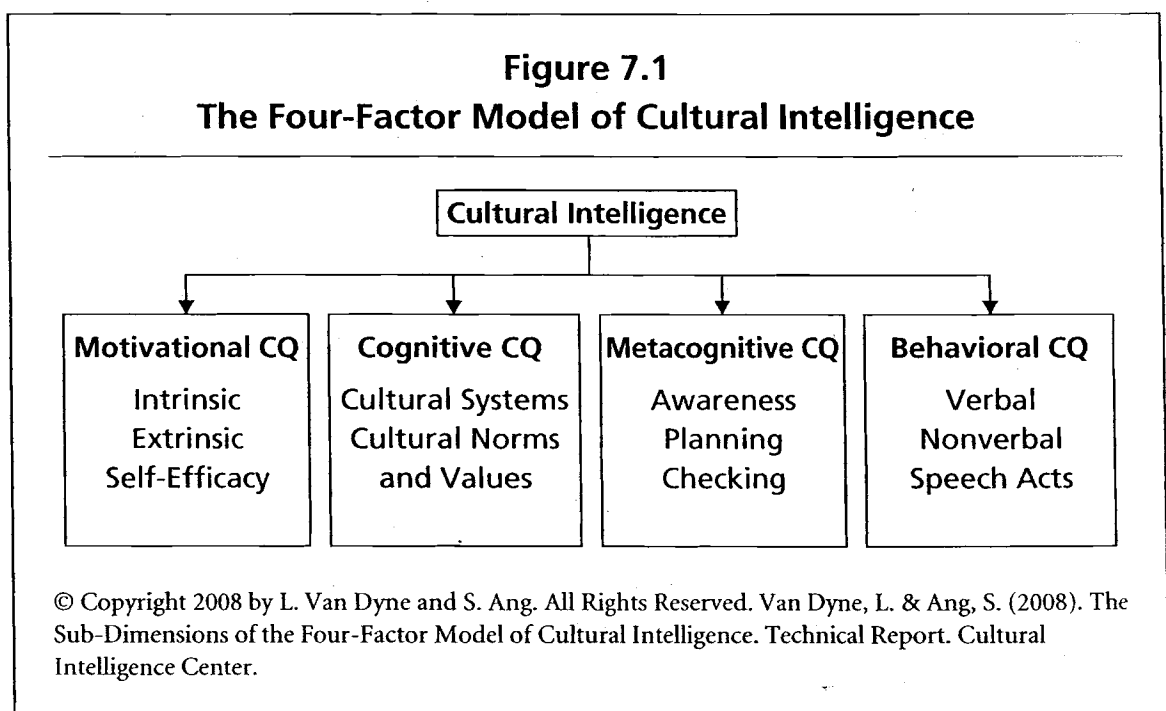 Figure 7.1
The Four-Factor Model of Cultural Intelligence
Cultural Intelligence
Motivational CQ
Intrinsic
Extrinsic
Self-Efficacy
Cognitive CQ
Cultural Systems
Cultural Norms
and Values
Metacognitive CQ
Awareness
Planning
Checking
Behavioral CQ
Verbal
Nonverbal
Speech Acts
© Copyright 2008 by L. Van Dyne and S. Ang. All Rights Reserved. Van Dyne, L. & Ang, S. (2008). The
Sub-Dimensions of the Four-Factor Model of Cultural Intelligence. Technical Report. Cultural
Intelligence Center.